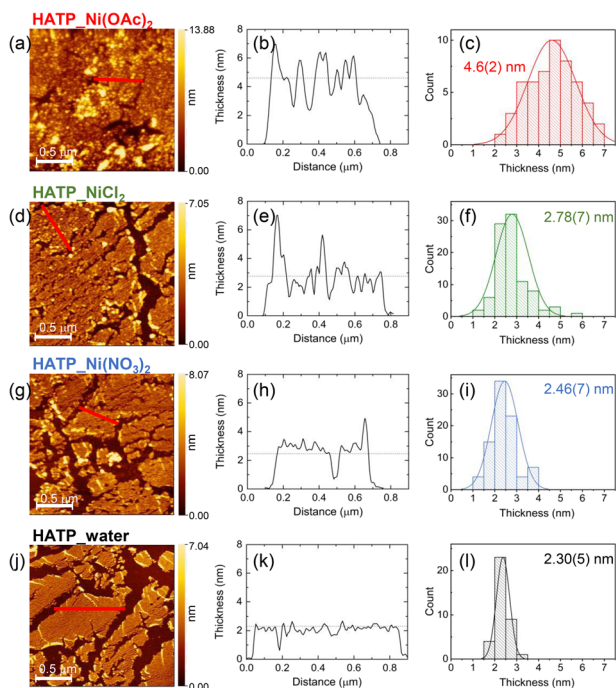 HATP_Ni(OAc)₂
(a)
0.5 μm
13.88
nm
0.00
(b)
Thickness (nm)
8
6
4
2
0
0.0 0.2 0.4 0.6 0.8
Distance (μm)
(c)
4.6(2) nm
Count
10
5
0
0 1 2 3 4 5 6 7
Thickness (nm)
HATP_NiCl₂
(d)
0.5 μm
7.05
nm
0.00
(e)
Thickness (nm)
8
6
4
2
0
0.0 0.2 0.4 0.6 0.8
Distance (μm)
(f)
2.78(7) nm
Count
30
20
10
0
0 1 2 3 4 5 6 7
Thickness (nm)
HATP_Ni(NO₃)₂
(g)
0.5 μm
8.07
nm
0.00
(h)
Thickness (nm)
8
6
4
2
0
0.0 0.2 0.4 0.6 0.8
Distance (μm)
(i)
2.46(7) nm
Count
30
20
10
0
0 1 2 3 4 5 6 7
Thickness (nm)
HATP_water
(j)
0.5 μm
7.04
nm
0.00
(k)
Thickness (nm)
8
7
6
5
4
3
2
1
0
0.0 0.2 0.4 0.6 0.8
Distance (μm)
(l)
2.30(5) nm
Count
20
10
0
0 1 2 3 4 5 6 7
Thickness (nm)